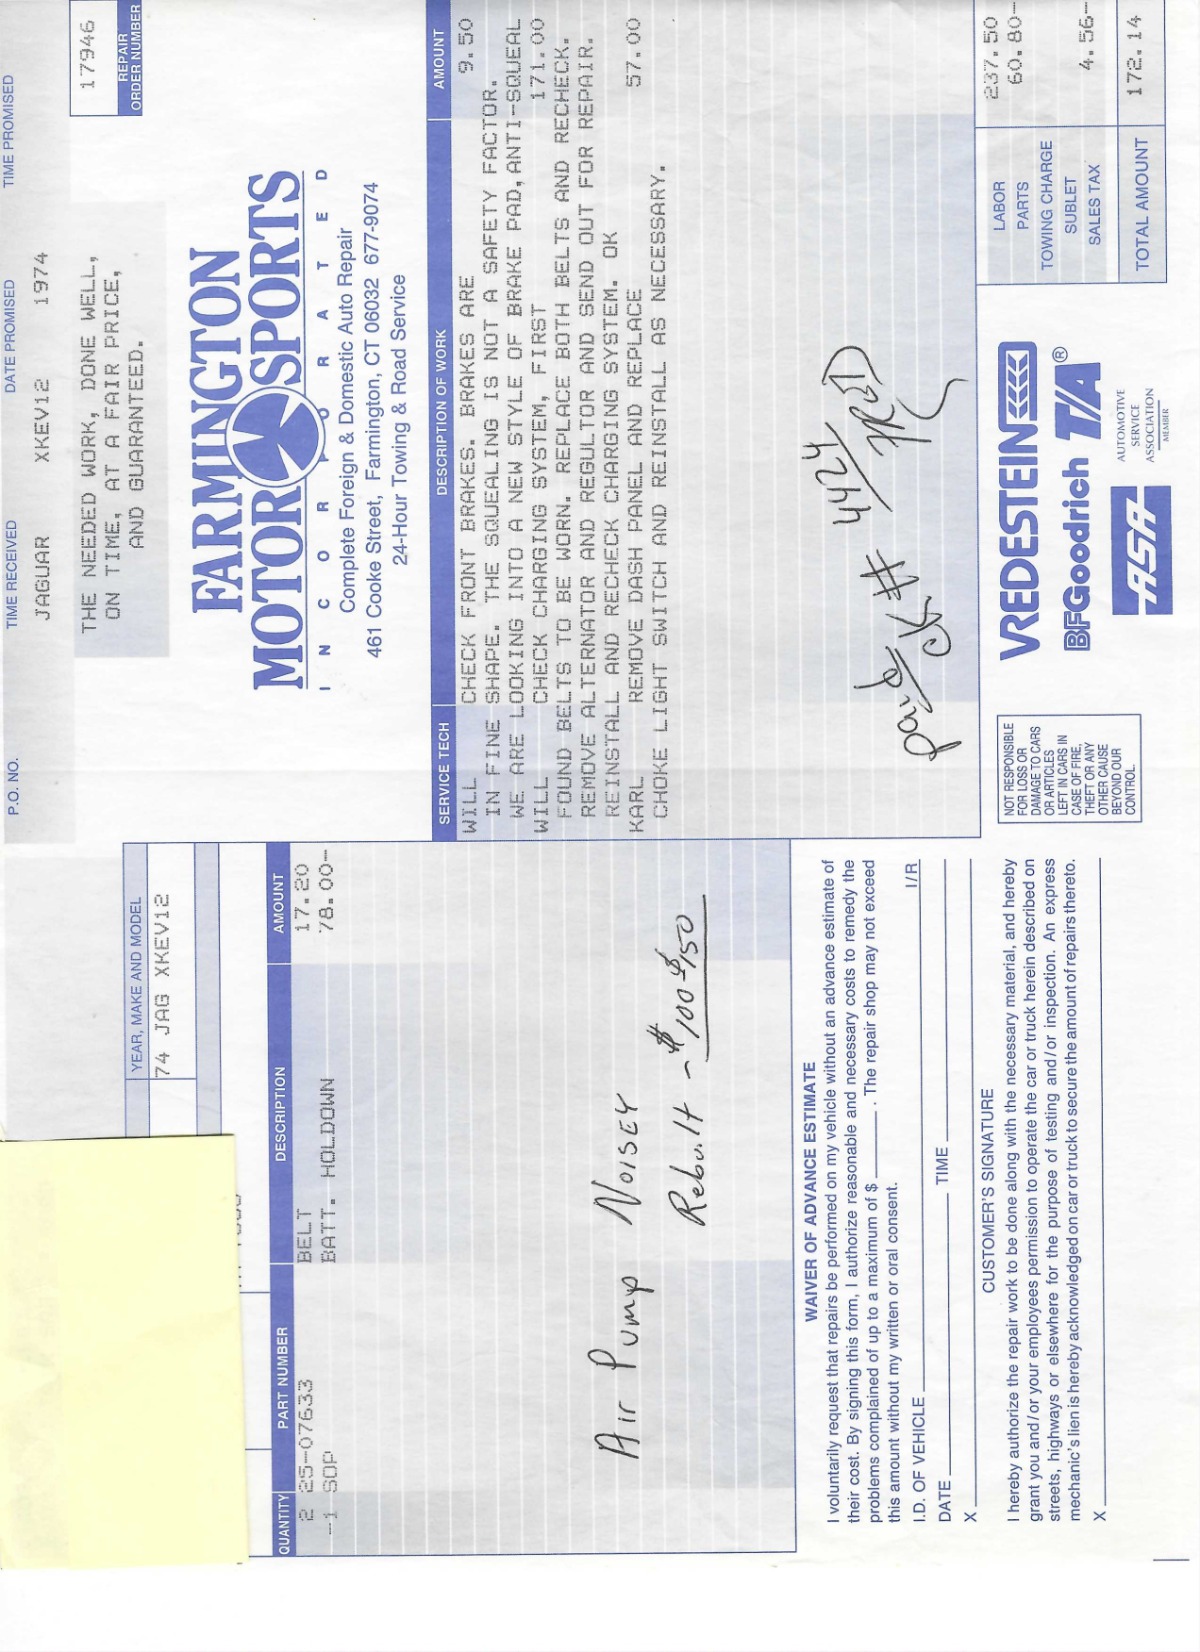 P.O. NO. TIME RECEIVED DATE PROMISED TIME PROMISED
JAGUAR XKEV12 1974
THE NEEDED WORK, DONE WELL,
ON TIME, AT A FAIR PRICE,
AND GUARANTEED.
17946
REPAIR
ORDER NUMBER
YEAR, MAKE AND MODEL
74 JAG XKEV12
FARMINGTON
MOTOR SPORTS
INCORPORATED
Complete Foreign & Domestic Auto Repair
461 Cooke Street, Farmington, CT 06032 677-9074
24-Hour Towing & Road Service
QUANTITY PART NUMBER DESCRIPTION AMOUNT
2 25-07633 BELT 17.20
-1 SOP BATT. HOLDOWN 78.00-
Air Pump Noisey
Rebuilt - $100-$150
SERVICE TECH DESCRIPTION OF WORK AMOUNT
WILL CHECK FRONT BRAKES. BRAKES ARE 9.50
IN FINE SHAPE. THE SQUEALING IS NOT A SAFETY FACTOR.
WE ARE LOOKING INTO A NEW STYLE OF BRAKE PAD,ANTI-SQUEAL
WILL CHECK CHARGING SYSTEM, FIRST 171.00
FOUND BELTS TO BE WORN. REPLACE BOTH BELTS AND RECHECK.
REMOVE ALTERNATOR AND REGULTOR AND SEND OUT FOR REPAIR.
REINSTALL AND RECHECK CHARGING SYSTEM. OK
KARL REMOVE DASH PANEL AND REPLACE 57.00
CHOKE LIGHT SWITCH AND REINSTALL AS NECESSARY.
ck# 4424
WAIVER OF ADVANCE ESTIMATE
I voluntarily request that repairs be performed on my vehicle without an advance estimate of
their cost. By signing this form, I authorize reasonable and necessary costs to remedy the
problems complained of up to a maximum of $ ______. The repair shop may not exceed
this amount without my written or oral consent.
I.D. OF VEHICLE I/R
DATE TIME
X
CUSTOMER'S SIGNATURE
I hereby authorize the repair work to be done along with the necessary material, and hereby
grant you and/or your employees permission to operate the car or truck herein described on
streets, highways or elsewhere for the purpose of testing and/or inspection. An express
mechanic's lien is hereby acknowledged on car or truck to secure the amount of repairs thereto.
X
NOT RESPONSIBLE
FOR LOSS OR
DAMAGE TO CARS
OR ARTICLES
LEFT IN CARS IN
CASE OF FIRE,
THEFT OR ANY
OTHER CAUSE
BEYOND OUR
CONTROL.
VREDESTEIN
BFGoodrich T/A®
ASA
AUTOMOTIVE
SERVICE
ASSOCIATION
MEMBER
LABOR 237.50
PARTS 60.80-
TOWING CHARGE
SUBLET
SALES TAX 4.56-
TOTAL AMOUNT 172.14